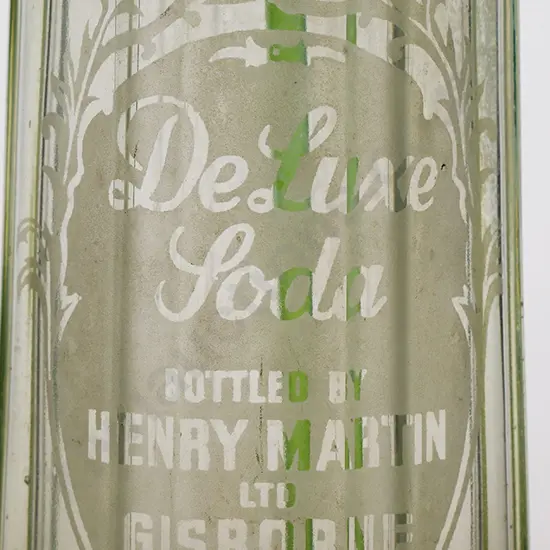 DeLuxe
Soda
BOTTLED BY
HENRY MARTIN
LTD
GISBORNE